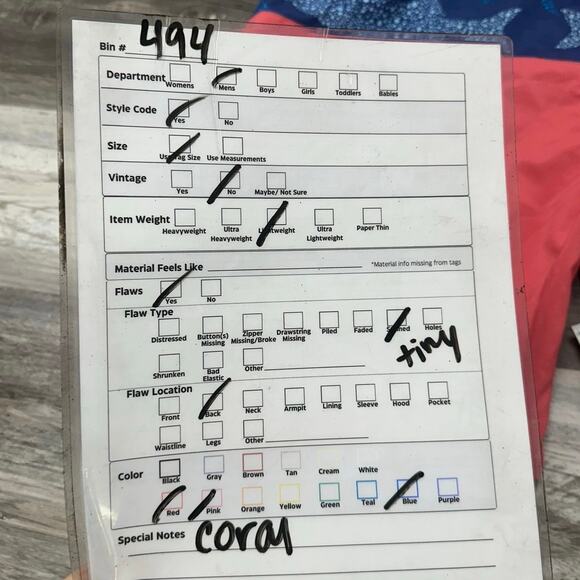 Bin # 494
Department Womens Mens Boys Girls Toddlers Babies
Style Code Yes No
Size Use Tag Size Use Measurements
Vintage Yes No Maybe/ Not Sure
Item Weight Heavyweight Ultra Heavyweight Lightweight Ultra Lightweight Paper Thin
Material Feels Like *Material info missing from tags
Flaws Yes No
Flaw Type
Distressed Button(s) Missing Zipper Missing/Broke Drawstring Missing Piled Faded Stained Holes
tiny
Shrunken Bad Elastic Other
Flaw Location
Front Back Neck Armpit Lining Sleeve Hood Pocket
Waistline Legs Other
Color Black Gray Brown Tan Cream White
Red Pink Orange Yellow Green Teal Blue Purple
Special Notes coral